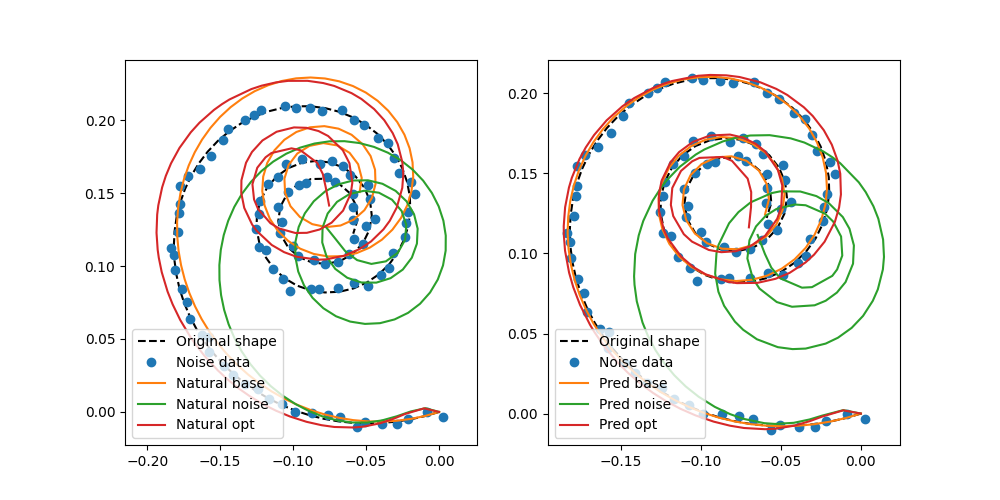 0.20
0.15
0.10
0.05
0.00
−0.20 −0.15 −0.10 −0.05 0.00
Original shape
Noise data
Natural base
Natural noise
Natural opt
0.20
0.15
0.10
0.05
0.00
−0.15 −0.10 −0.05 0.00
Original shape
Noise data
Pred base
Pred noise
Pred opt